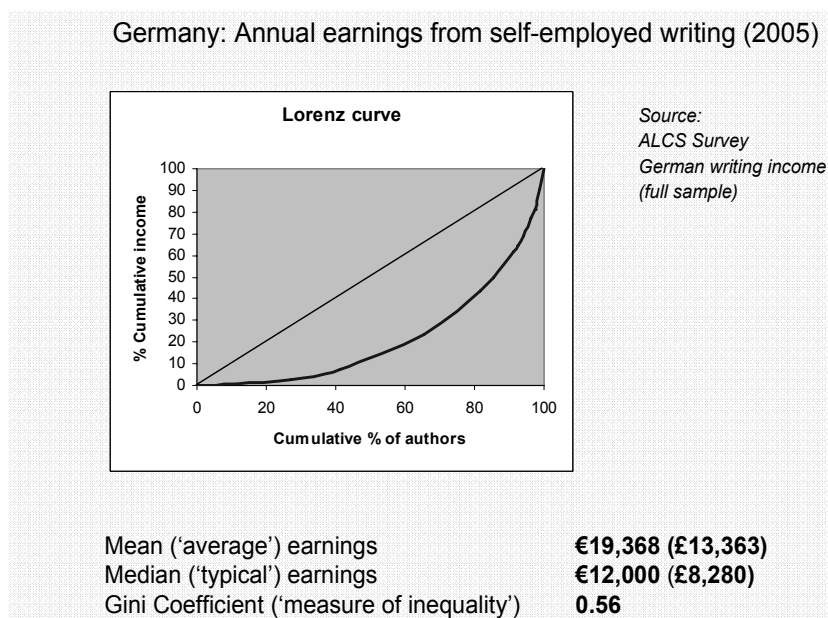 Germany: Annual earnings from self-employed writing (2005)
Lorenz curve
Source:
ALCS Survey
German writing income
(full sample)
% Cumulative income
100
90
80
70
60
50
40
30
20
10
0
0 20 40 60 80 100
Cumulative % of authors
Mean (‘average’) earnings €19,368 (£13,363)
Median (‘typical’) earnings €12,000 (£8,280)
Gini Coefficient (‘measure of inequality’) 0.56